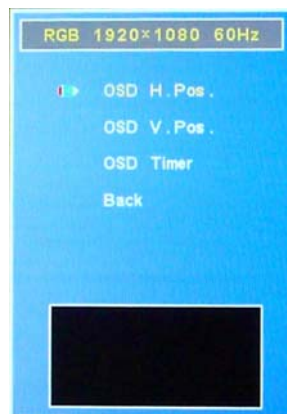 RGB 1920×1080 60Hz
OSD H.Pos.
OSD V.Pos.
OSD Timer
Back